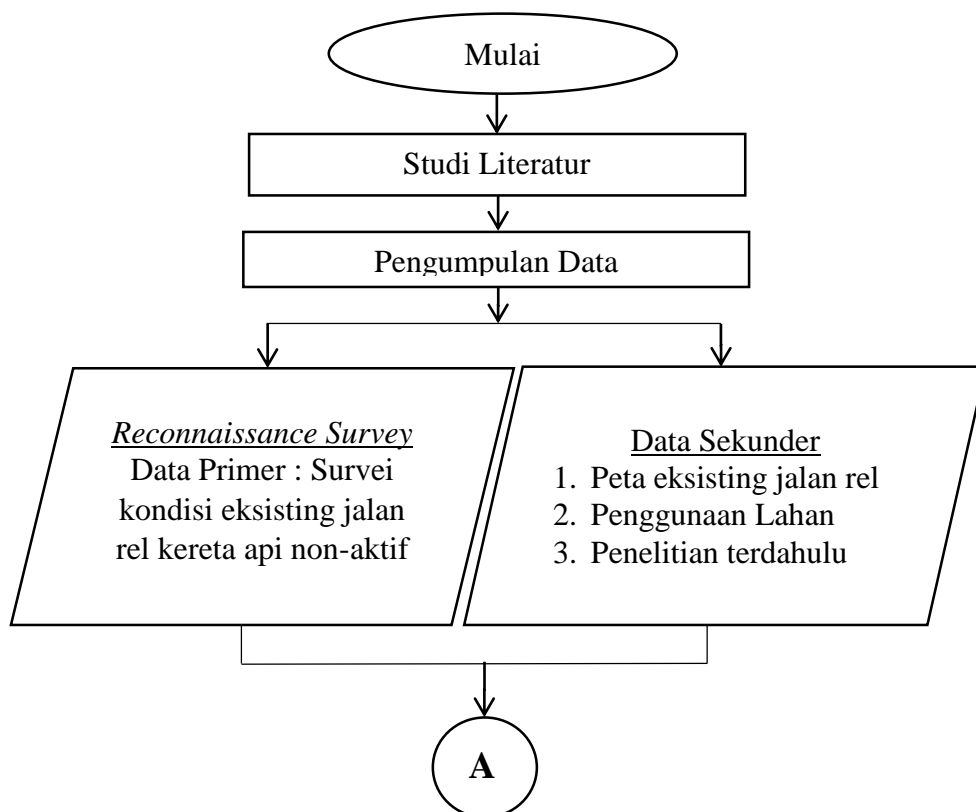 Mulai
Studi Literatur
Pengumpulan Data
Reconnaissance Survey
Data Primer : Survei
kondisi eksisting jalan
rel kereta api non-aktif
Data Sekunder
1. Peta eksisting jalan rel
2. Penggunaan Lahan
3. Penelitian terdahulu
A